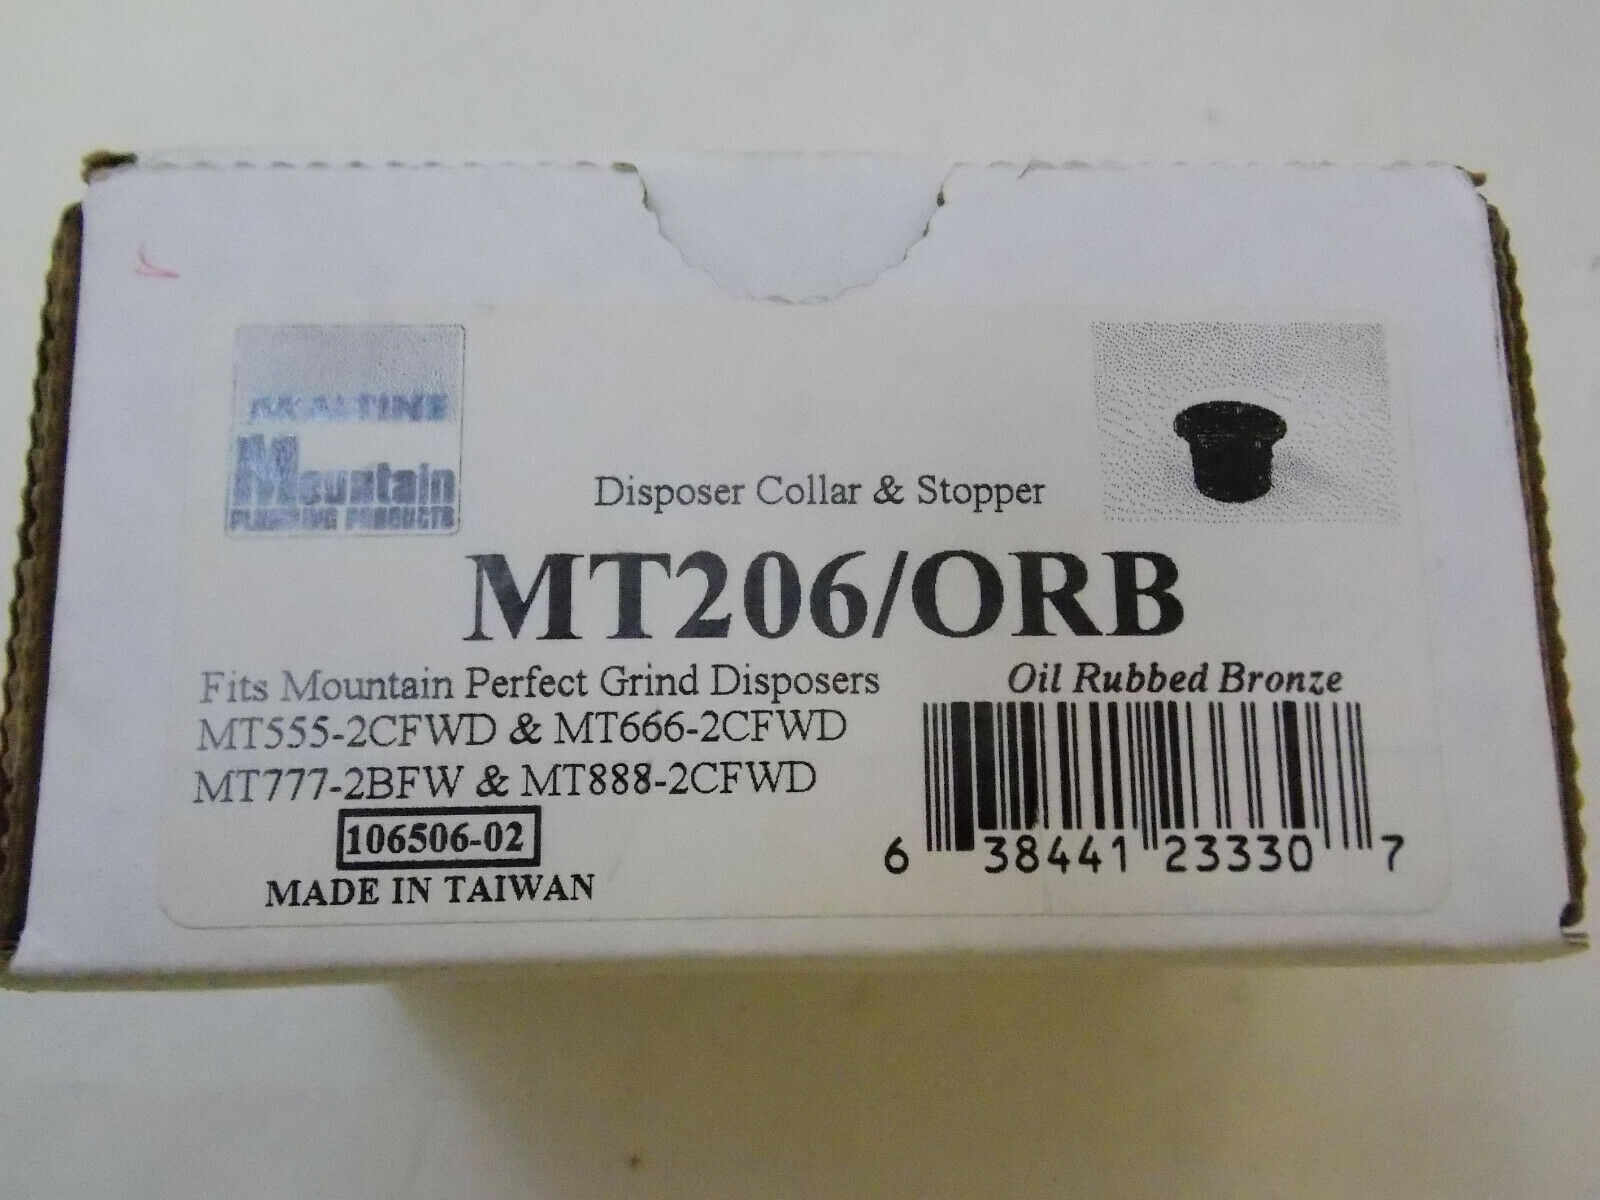 Mountain
PLUMBING PRODUCTS
Disposer Collar & Stopper
MT206/ORB
Fits Mountain Perfect Grind Disposers
MT555-2CFWD & MT666-2CFWD
MT777-2BFW & MT888-2CFWD
106506-02
MADE IN TAIWAN
Oil Rubbed Bronze
6 38441 23330 7